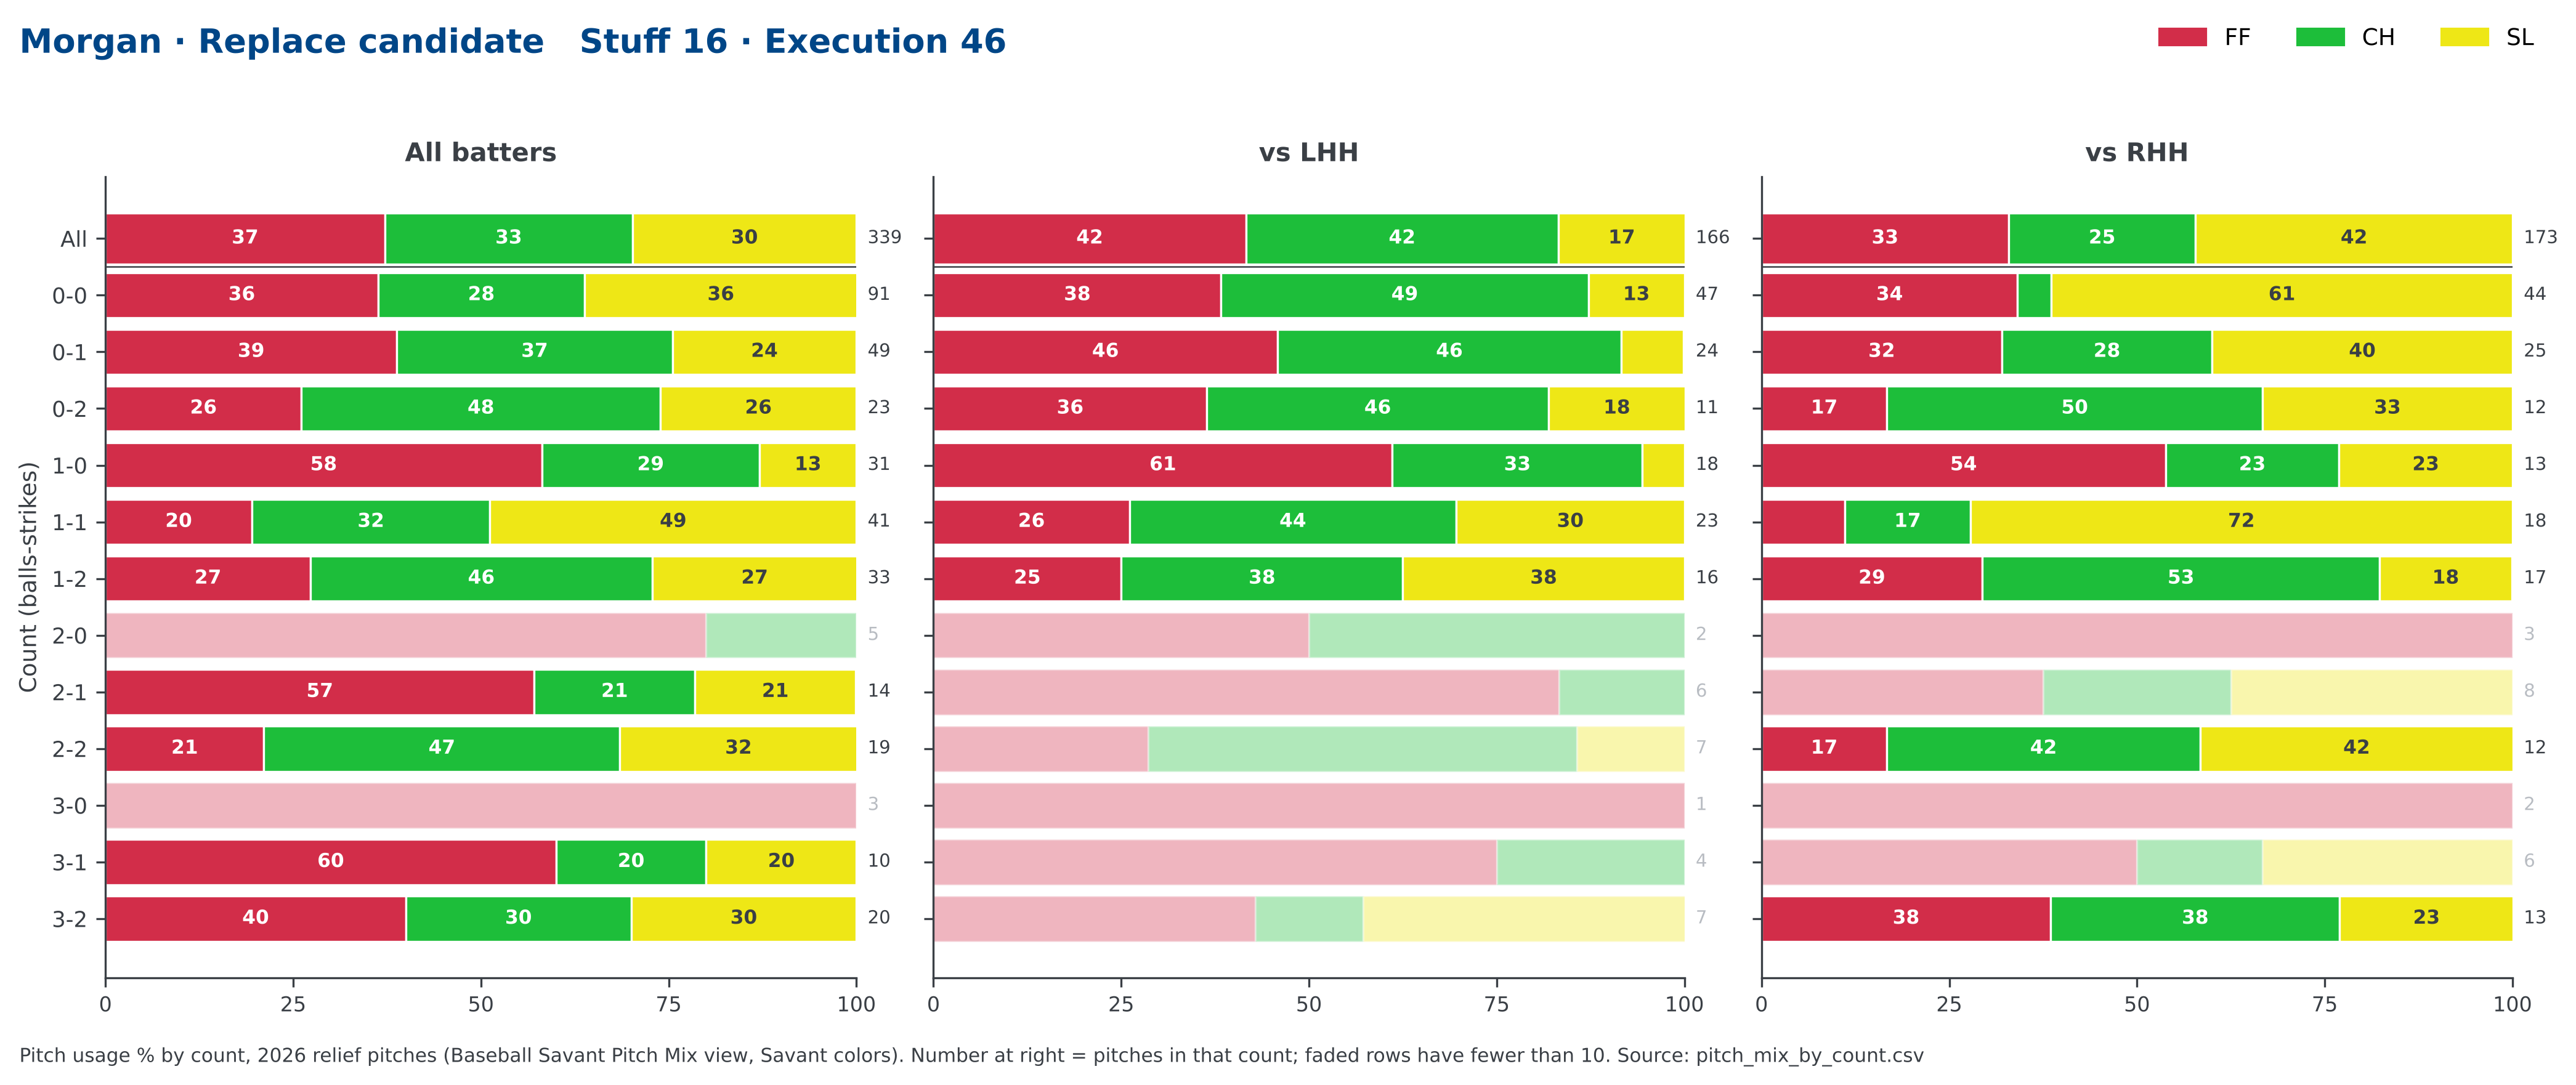 Morgan · Replace candidate   Stuff 16 · Execution 46
FF CH SL
All batters
vs LHH
vs RHH
Count (balls-strikes)
All 37 33 30 339 42 42 17 166 33 25 42 173
0-0 36 28 36 91 38 49 13 47 34 61 44
0-1 39 37 24 49 46 46 24 32 28 40 25
0-2 26 48 26 23 36 46 18 11 17 50 33 12
1-0 58 29 13 31 61 33 18 54 23 23 13
1-1 20 32 49 41 26 44 30 23 17 72 18
1-2 27 46 27 33 25 38 38 16 29 53 18 17
2-0 5 2 3
2-1 57 21 21 14 6 8
2-2 21 47 32 19 7 17 42 42 12
3-0 3 1 2
3-1 60 20 20 10 4 6
3-2 40 30 30 20 7 38 38 23 13
0 25 50 75 100 0 25 50 75 100 0 25 50 75 100
Pitch usage % by count, 2026 relief pitches (Baseball Savant Pitch Mix view, Savant colors). Number at right = pitches in that count; faded rows have fewer than 10. Source: pitch_mix_by_count.csv